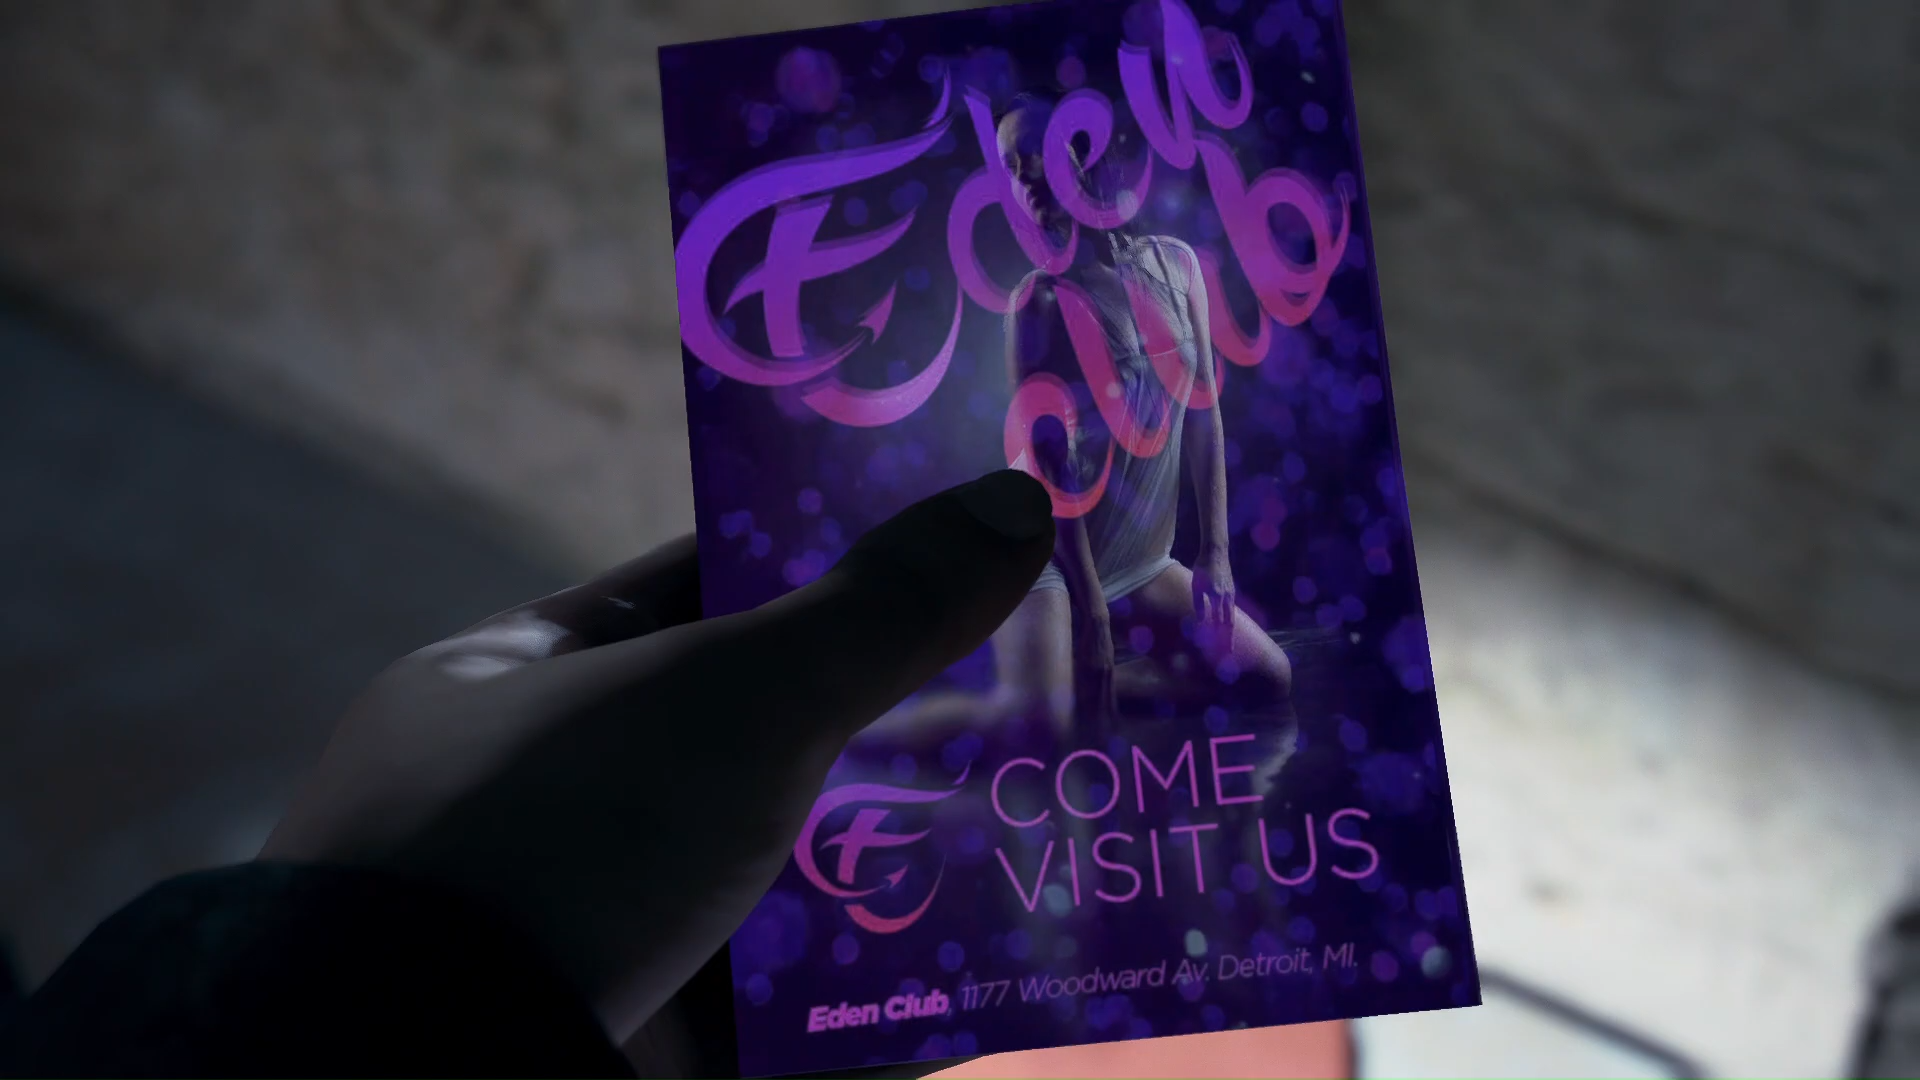 Eden
club
E
COME
VISIT US
Eden Club, 1177 Woodward Av. Detroit, MI.